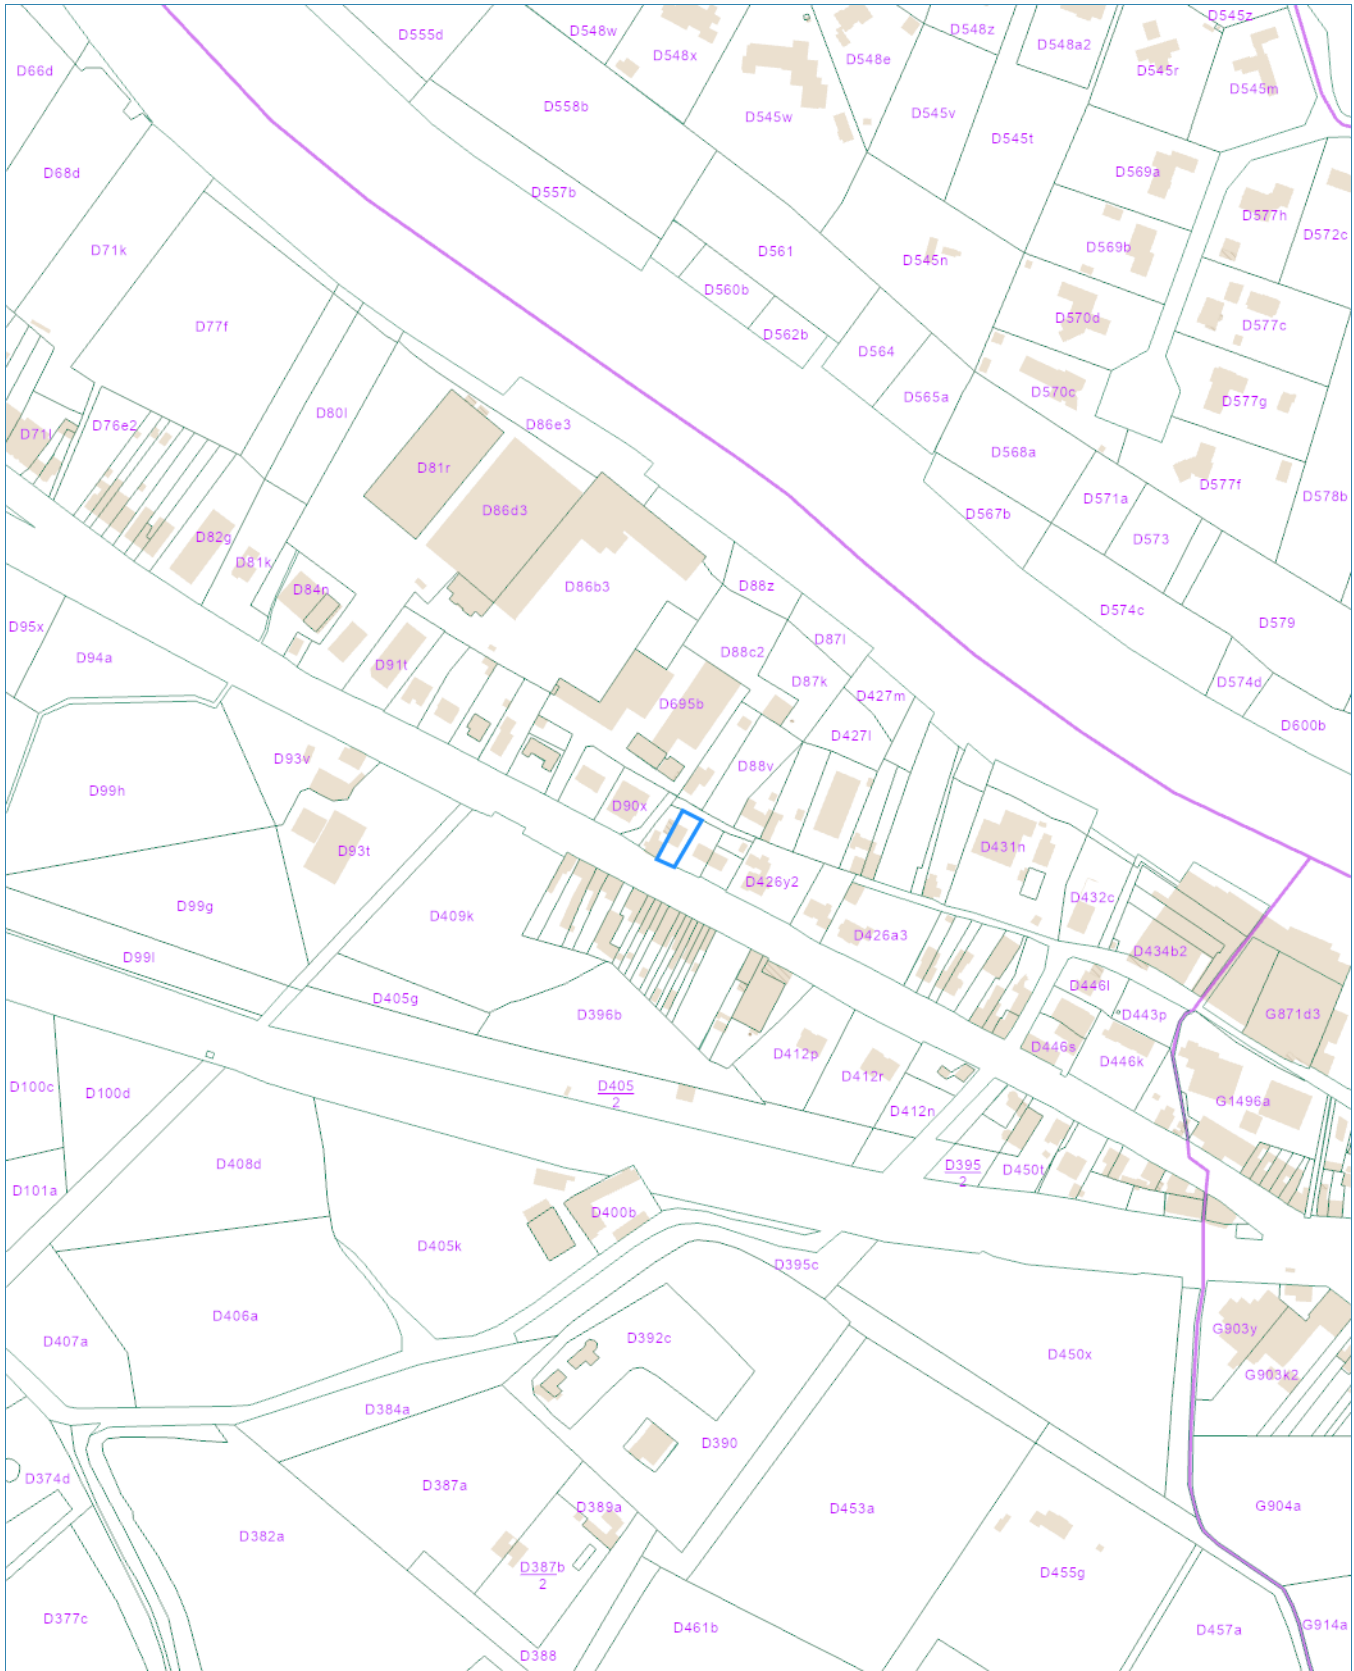 D545z
D548w
D555d
D548z
D548a2
D548x
D548e
D66d
D545r
D545m
D558b
D545w
D545v
D545t
D68d
D569a
D557b
D577h
D572c
D71k
D561
D545n
D569b
D560b
D570d
D77f
D562b
D577c
D564
D570c
D565a
D577g
D80l
D76e2
D86e3
D71l
D568a
D81r
D577f
D571a
D578b
D86d3
D567b
D82g
D573
D81k
D84n
D86b3
D88z
D574c
D579
D95x
D87l
D94a
D88c2
D91t
D87k
D574d
D427m
D695b
D600b
D427l
D93v
D88v
D99h
D90x
D431n
D93t
D426y2
D432c
D99g
D409k
D426a3
D434b2
D99l
D446l
D405g
D396b
D443p
G871d3
D446s
D412p
D446k
D412r
D100c
D405
2
D100d
G1496a
D412n
D408d
D395
2
D450t
D101a
D400b
D405k
D395c
D406a
D407a
D392c
G903y
D450x
G903k2
D384a
D390
D374d
D387a
D389a
D453a
G904a
D382a
D387b
2
D455g
D377c
D461b
D457a
G914a
D388